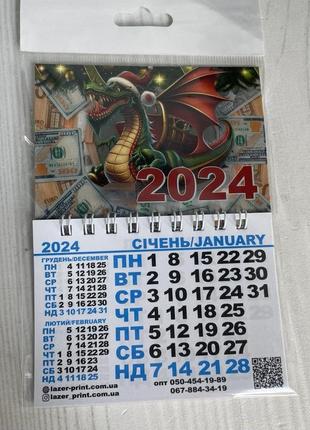 2024
2024 СІЧЕНЬ/JANUARY
ГРУДЕНЬ/DECEMBER
ПН 4 11 18 25
ВТ 5 12 19 26
СР 6 13 20 27
ЧТ 7 14 21 28
ПТ 1 8 15 22 29
СБ 2 9 16 23 30
НД 3 10 17 24 31
ЛЮТИЙ/FEBRUARY
ПН 5 12 19 26
ВТ 6 13 20 27
СР 7 14 21 28
ЧТ 1 8 15 22 29
ПТ 2 9 16 23
СБ 3 10 17 24
НД 4 11 18 25
ПН 1 8 15 22 29
ВТ 2 9 16 23 30
СР 3 10 17 24 31
ЧТ 4 11 18 25
ПТ 5 12 19 26
СБ 6 13 20 27
НД 7 14 21 28
lazer-print.com.ua
lazer_print.com.ua
опт 050-454-19-89
067-884-34-19